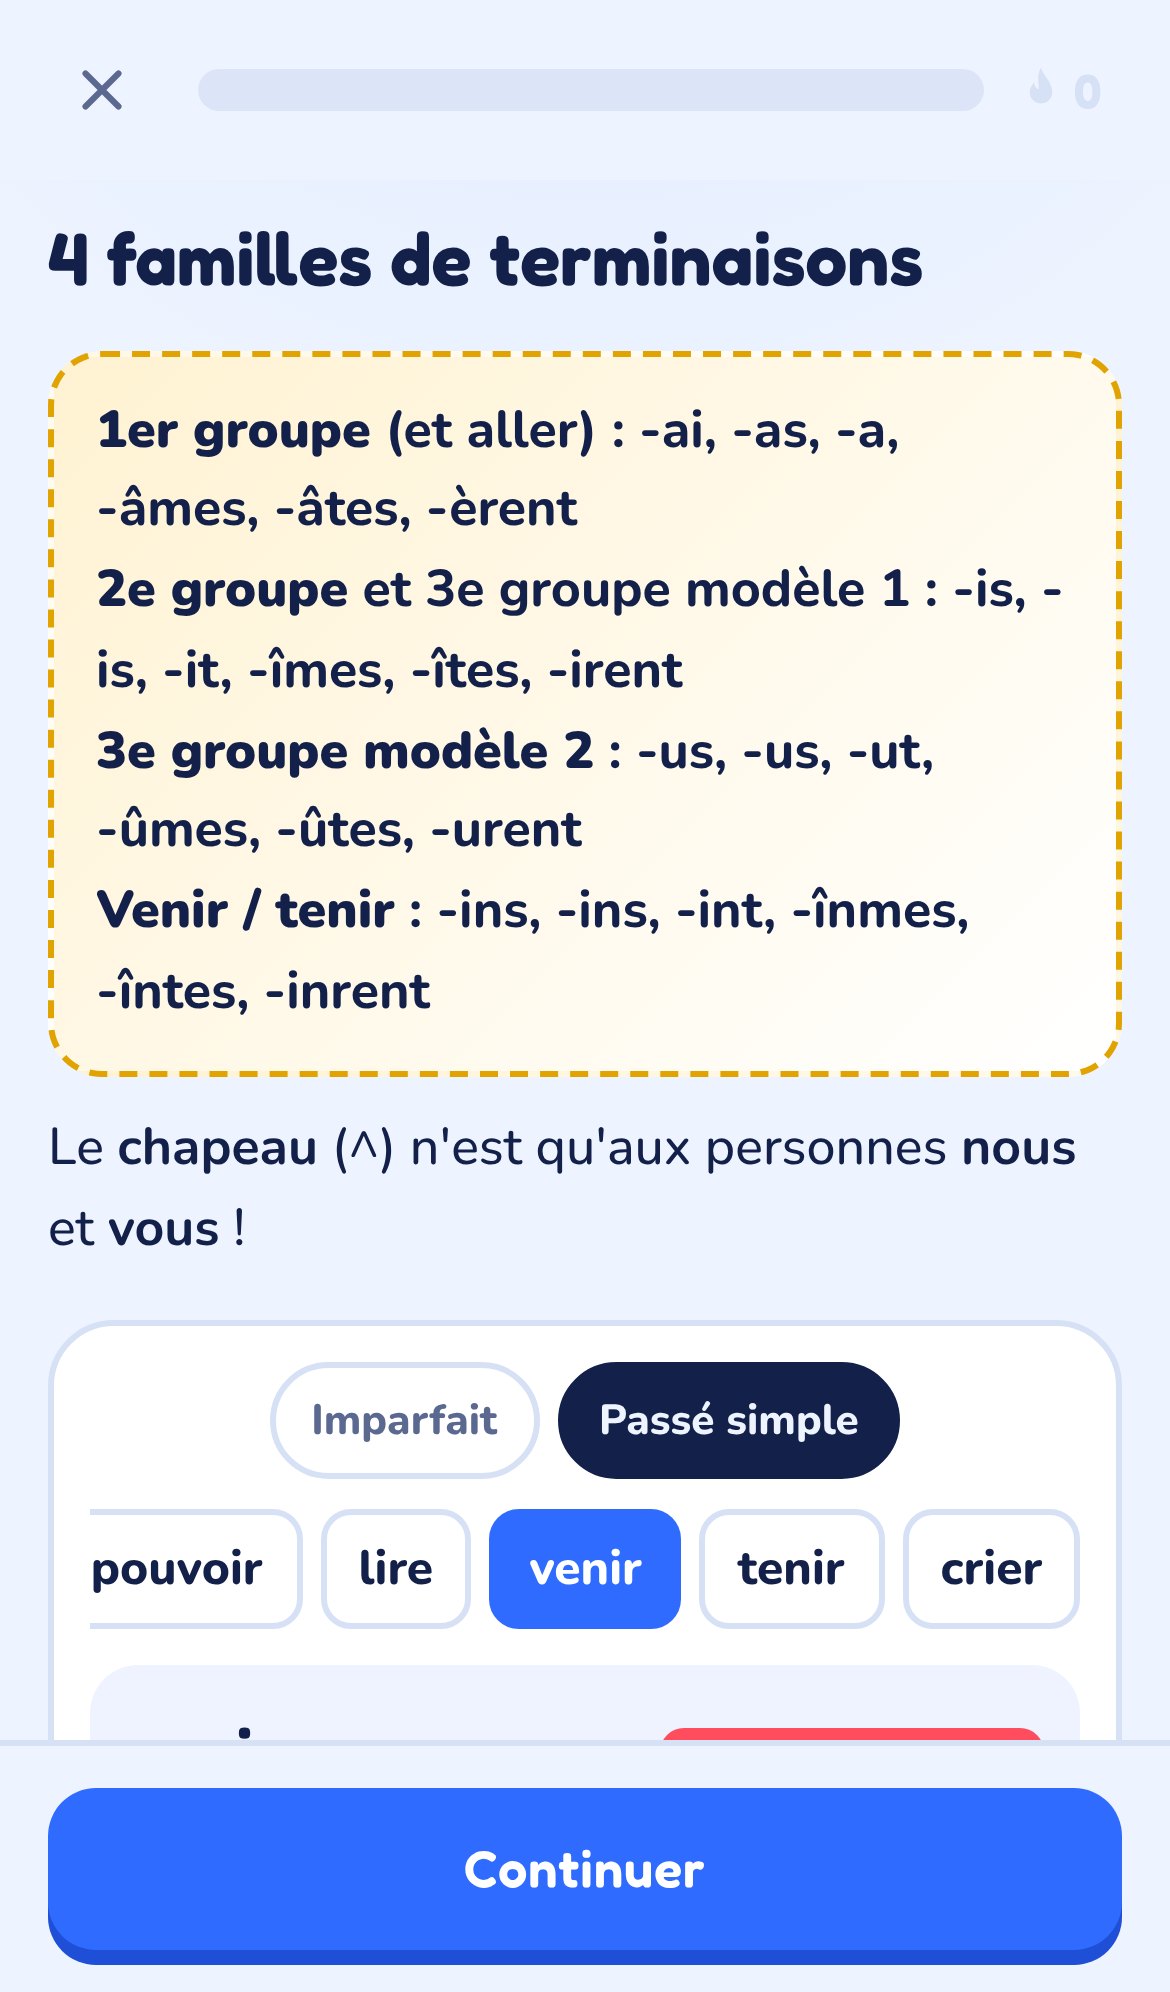 0
4 familles de terminaisons
1er groupe (et aller) : -ai, -as, -a,
-âmes, -âtes, -èrent
2e groupe et 3e groupe modèle 1 : -is, -
is, -it, -îmes, -îtes, -irent
3e groupe modèle 2 : -us, -us, -ut,
-ûmes, -ûtes, -urent
Venir / tenir : -ins, -ins, -int, -înmes,
-întes, -inrent
Le chapeau (^) n'est qu'aux personnes nous
et vous !
Imparfait Passé simple
pouvoir lire venir tenir crier
Continuer